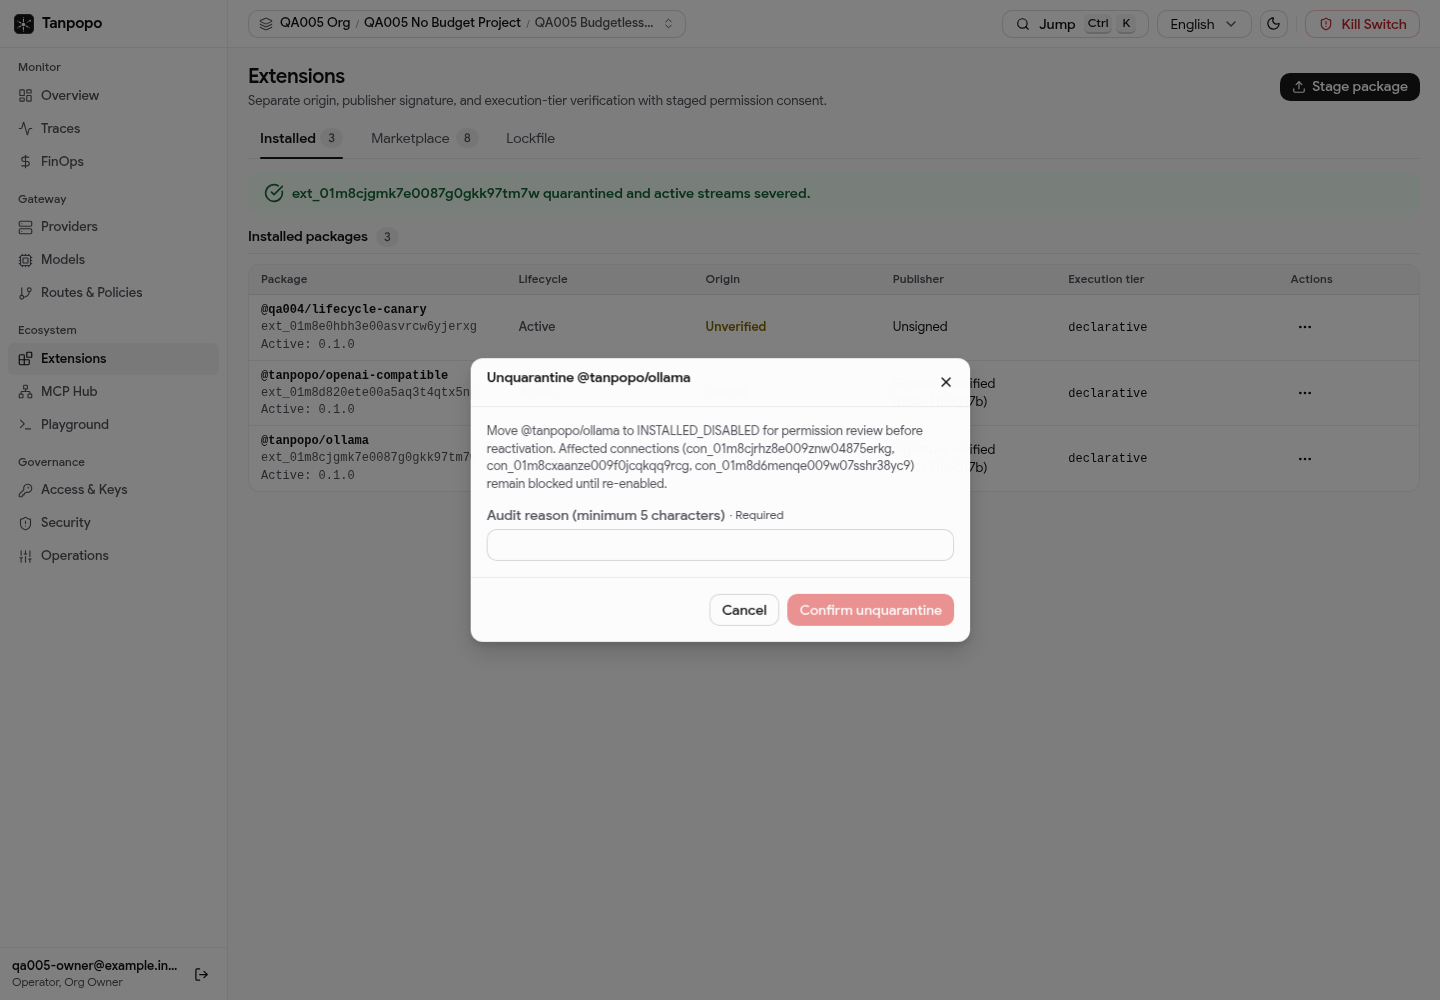 Tanpopo
QA005 Org / QA005 No Budget Project / QA005 Budgetless...
Jump Ctrl K
English
Kill Switch
Monitor
Overview
Traces
FinOps
Gateway
Providers
Models
Routes & Policies
Ecosystem
Extensions
MCP Hub
Playground
Governance
Access & Keys
Security
Operations
qa005-owner@example.in...
Operator, Org Owner
Extensions
Separate origin, publisher signature, and execution-tier verification with staged permission consent.
Stage package
Installed 3 Marketplace 8 Lockfile
ext_01m8cjgmk7e0087g0gkk97tm7w quarantined and active streams severed.
Installed packages 3
Package Lifecycle Origin Publisher Execution tier Actions
@qa004/lifecycle-canary
ext_01m8e0hbh3e00asvrcw6yjerxg
Active: 0.1.0
Active
Unverified
Unsigned
declarative
@tanpopo/openai-compatible
ext_01m8d820ete00a5aq3t4qtx5n
Active: 0.1.0
declarative
@tanpopo/ollama
ext_01m8cjgmk7e0087g0gkk97tm7
Active: 0.1.0
declarative
Unquarantine @tanpopo/ollama
Move @tanpopo/ollama to INSTALLED_DISABLED for permission review before
reactivation. Affected connections (con_01m8cjrhz8e009znw04875erkg,
con_01m8cxaanze009f0jcqkqq9rcg, con_01m8d6menqe009w07sshr38yc9)
remain blocked until re-enabled.
Audit reason (minimum 5 characters) · Required
Cancel
Confirm unquarantine